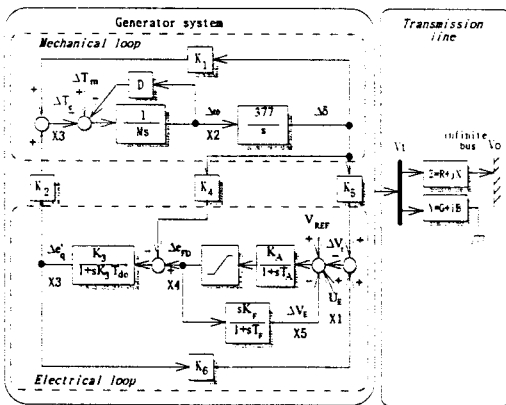 Generator system
Transmission line
Mechanical loop
K₁
ΔTm
D
ΔTe
X3
1
Ms
Δω
X2
377
s
Δδ
infinite bus
Vt
Vo
Z=R+jX
Y=G+jB
K₂
K₄
K₅
VREF
Δe'q
K₃
1+sK₃T'do
X3
ΔeFD
X4
KA
1+sTA
ΔVt
UE
X1
sKF
1+sTF
ΔVE
X5
K₆
Electrical loop